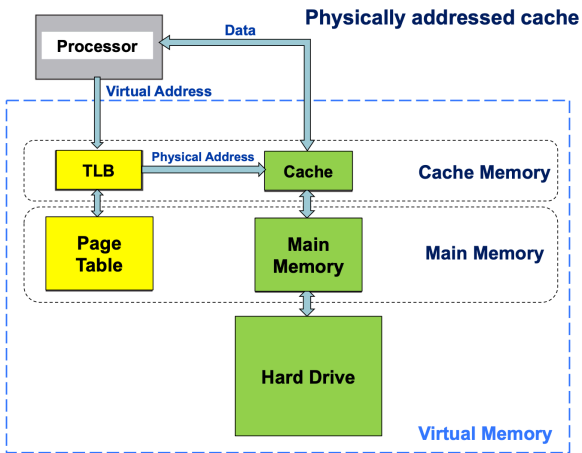 Physically addressed cache
Processor
Data
Virtual Address
TLB
Physical Address
Cache
Cache Memory
Page
Table
Main
Memory
Main Memory
Hard Drive
Virtual Memory